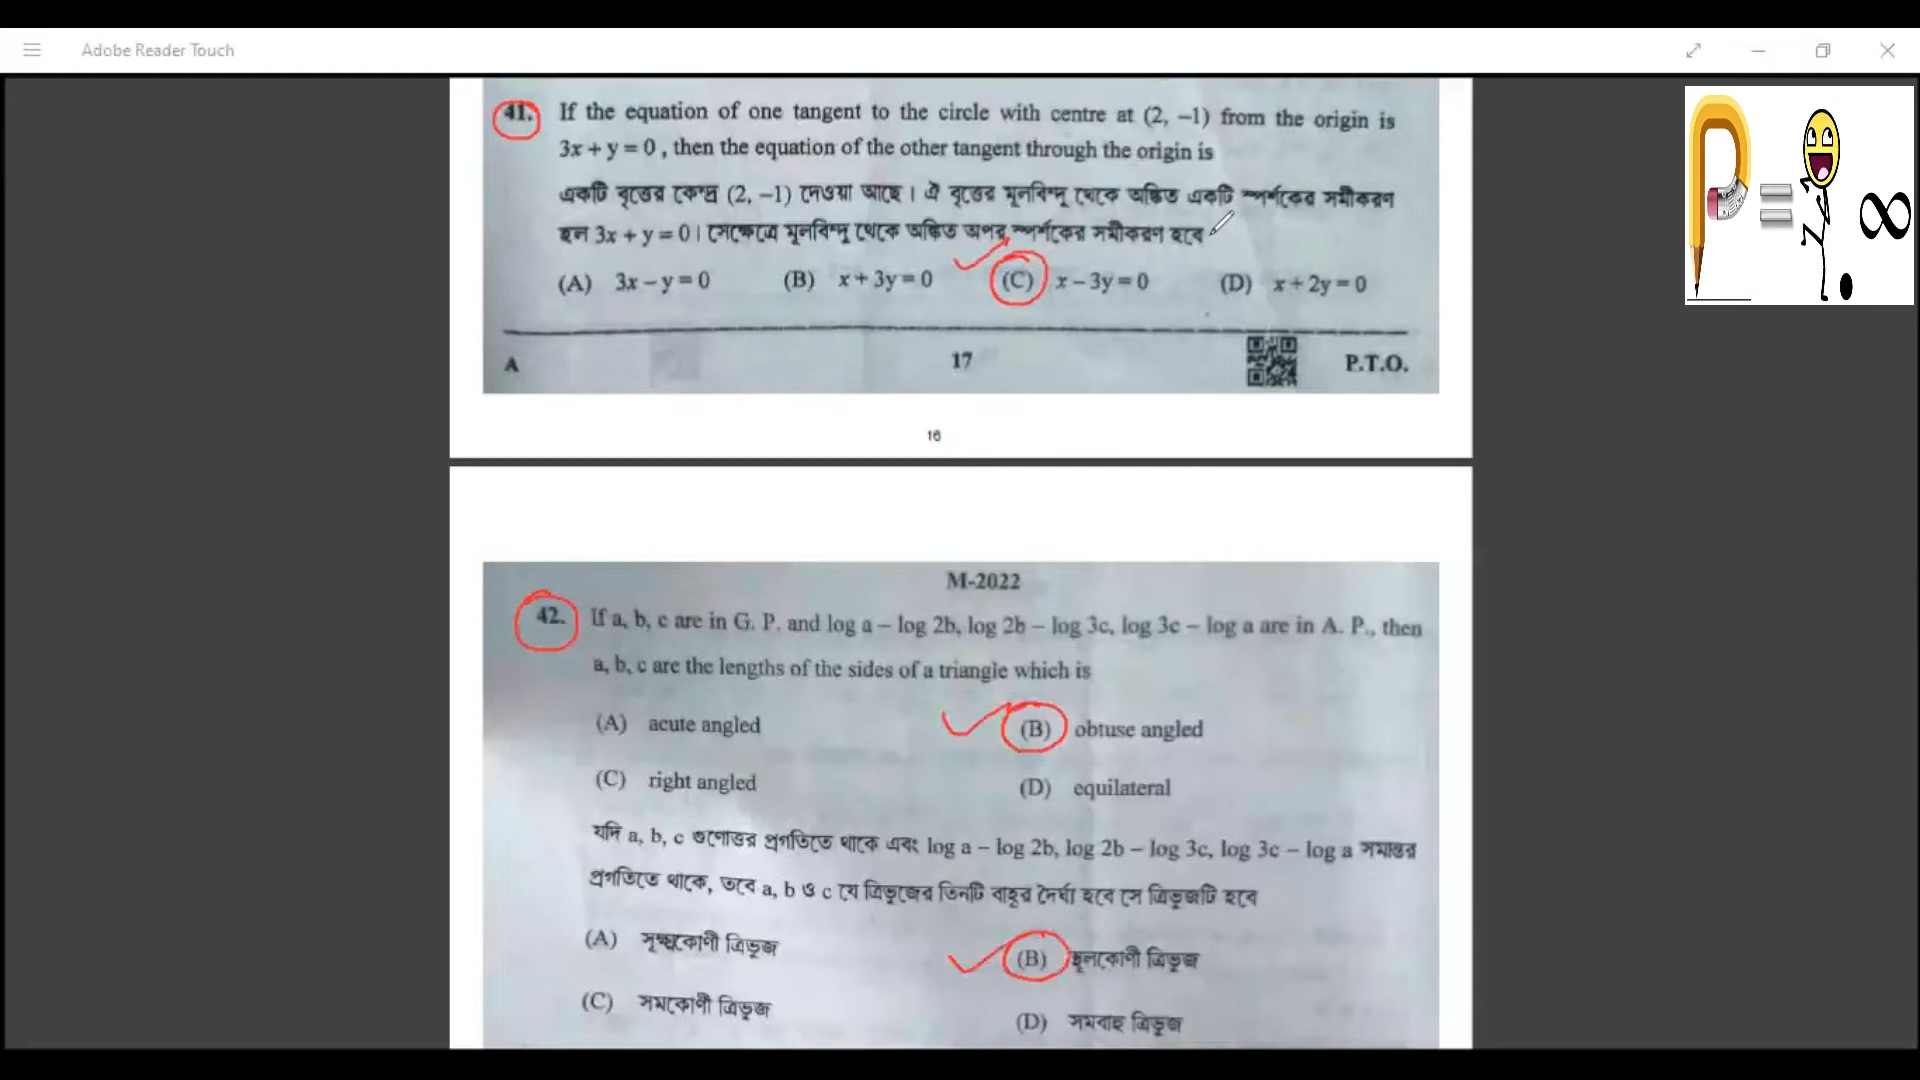 Adobe Reader Touch
41. If the equation of one tangent to the circle with centre at (2, –1) from the origin is
3x + y = 0 , then the equation of the other tangent through the origin is
একটি বৃত্তের কেন্দ্র (2, –1) দেওয়া আছে। ঐ বৃত্তের মূলবিন্দু থেকে অঙ্কিত একটি স্পর্শকের সমীকরণ
হল 3x + y = 0। সেক্ষেত্রে মূলবিন্দু থেকে অঙ্কিত অপর স্পর্শকের সমীকরণ হবে
(A) 3x – y = 0 (B) x + 3y = 0 (C) x – 3y = 0 (D) x + 2y = 0
A 17 P.T.O.
16
M-2022
42. If a, b, c are in G. P. and log a – log 2b, log 2b – log 3c, log 3c – log a are in A. P., then
a, b, c are the lengths of the sides of a triangle which is
(A) acute angled (B) obtuse angled
(C) right angled (D) equilateral
যদি a, b, c গুণোত্তর প্রগতিতে থাকে এবং log a – log 2b, log 2b – log 3c, log 3c – log a সমান্তর
প্রগতিতে থাকে, তবে a, b ও c যে ত্রিভুজের তিনটি বাহুর দৈর্ঘ্য হবে সে ত্রিভুজটি হবে
(A) সূক্ষ্মকোণী ত্রিভুজ (B) স্থূলকোণী ত্রিভুজ
(C) সমকোণী ত্রিভুজ (D) সমবাহু ত্রিভুজ